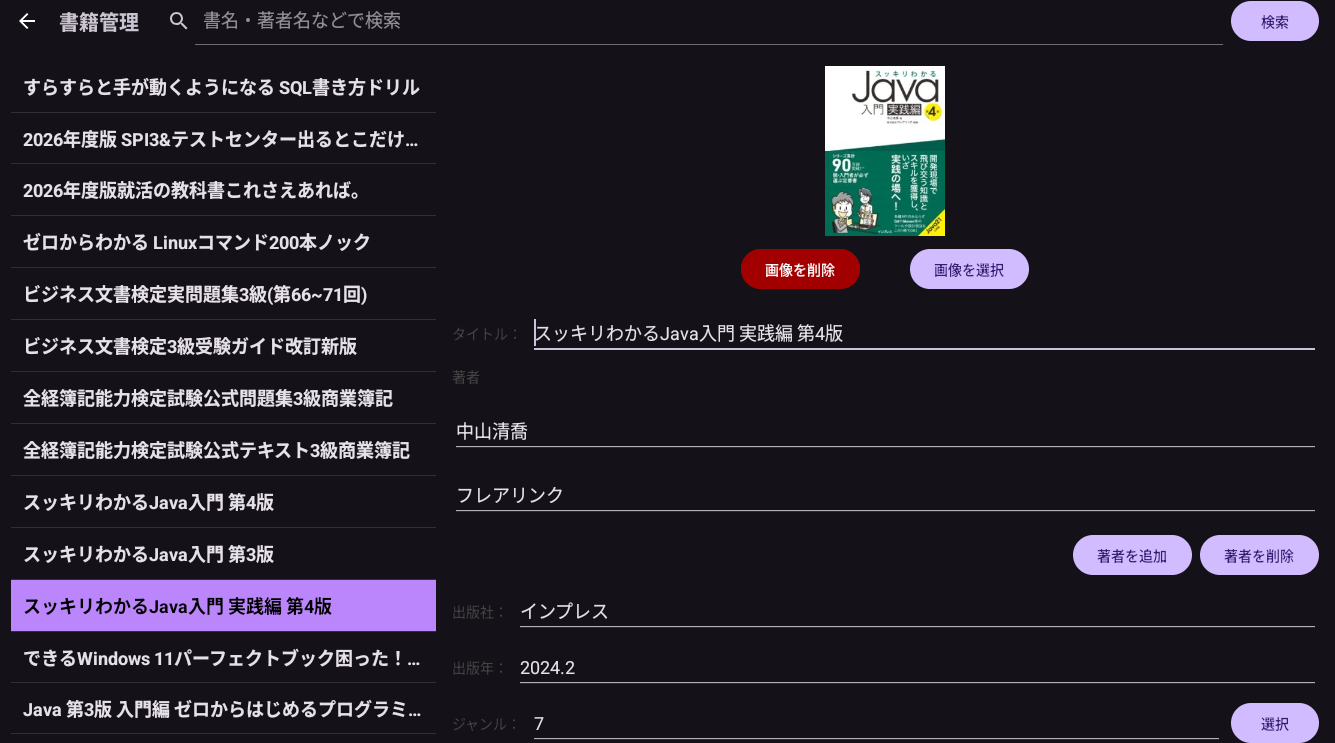 書籍管理
書名・著者名などで検索
検索
すらすらと手が動くようになる SQL書き方ドリル
2026年度版 SPI3&テストセンター出るとこだけ…
2026年度版就活の教科書これさえあれば。
ゼロからわかる Linuxコマンド200本ノック
ビジネス文書検定実問題集3級(第66~71回)
ビジネス文書検定3級受験ガイド改訂新版
全経簿記能力検定試験公式問題集3級商業簿記
全経簿記能力検定試験公式テキスト3級商業簿記
スッキリわかるJava入門 第4版
スッキリわかるJava入門 第3版
スッキリわかるJava入門 実践編 第4版
できるWindows 11パーフェクトブック困った！…
Java 第3版 入門編 ゼロからはじめるプログラミ…
スッキリわかる
Java
入門 実践編
第4版
シリーズ累計
90
開発現場で
飛び交う知識と
スキルを獲得し、
いざ
実践の場へ！
画像を削除
画像を選択
タイトル：
スッキリわかるJava入門 実践編 第4版
著者
中山清喬
フレアリンク
著者を追加
著者を削除
出版社：
インプレス
出版年：
2024.2
ジャンル：
7
選択